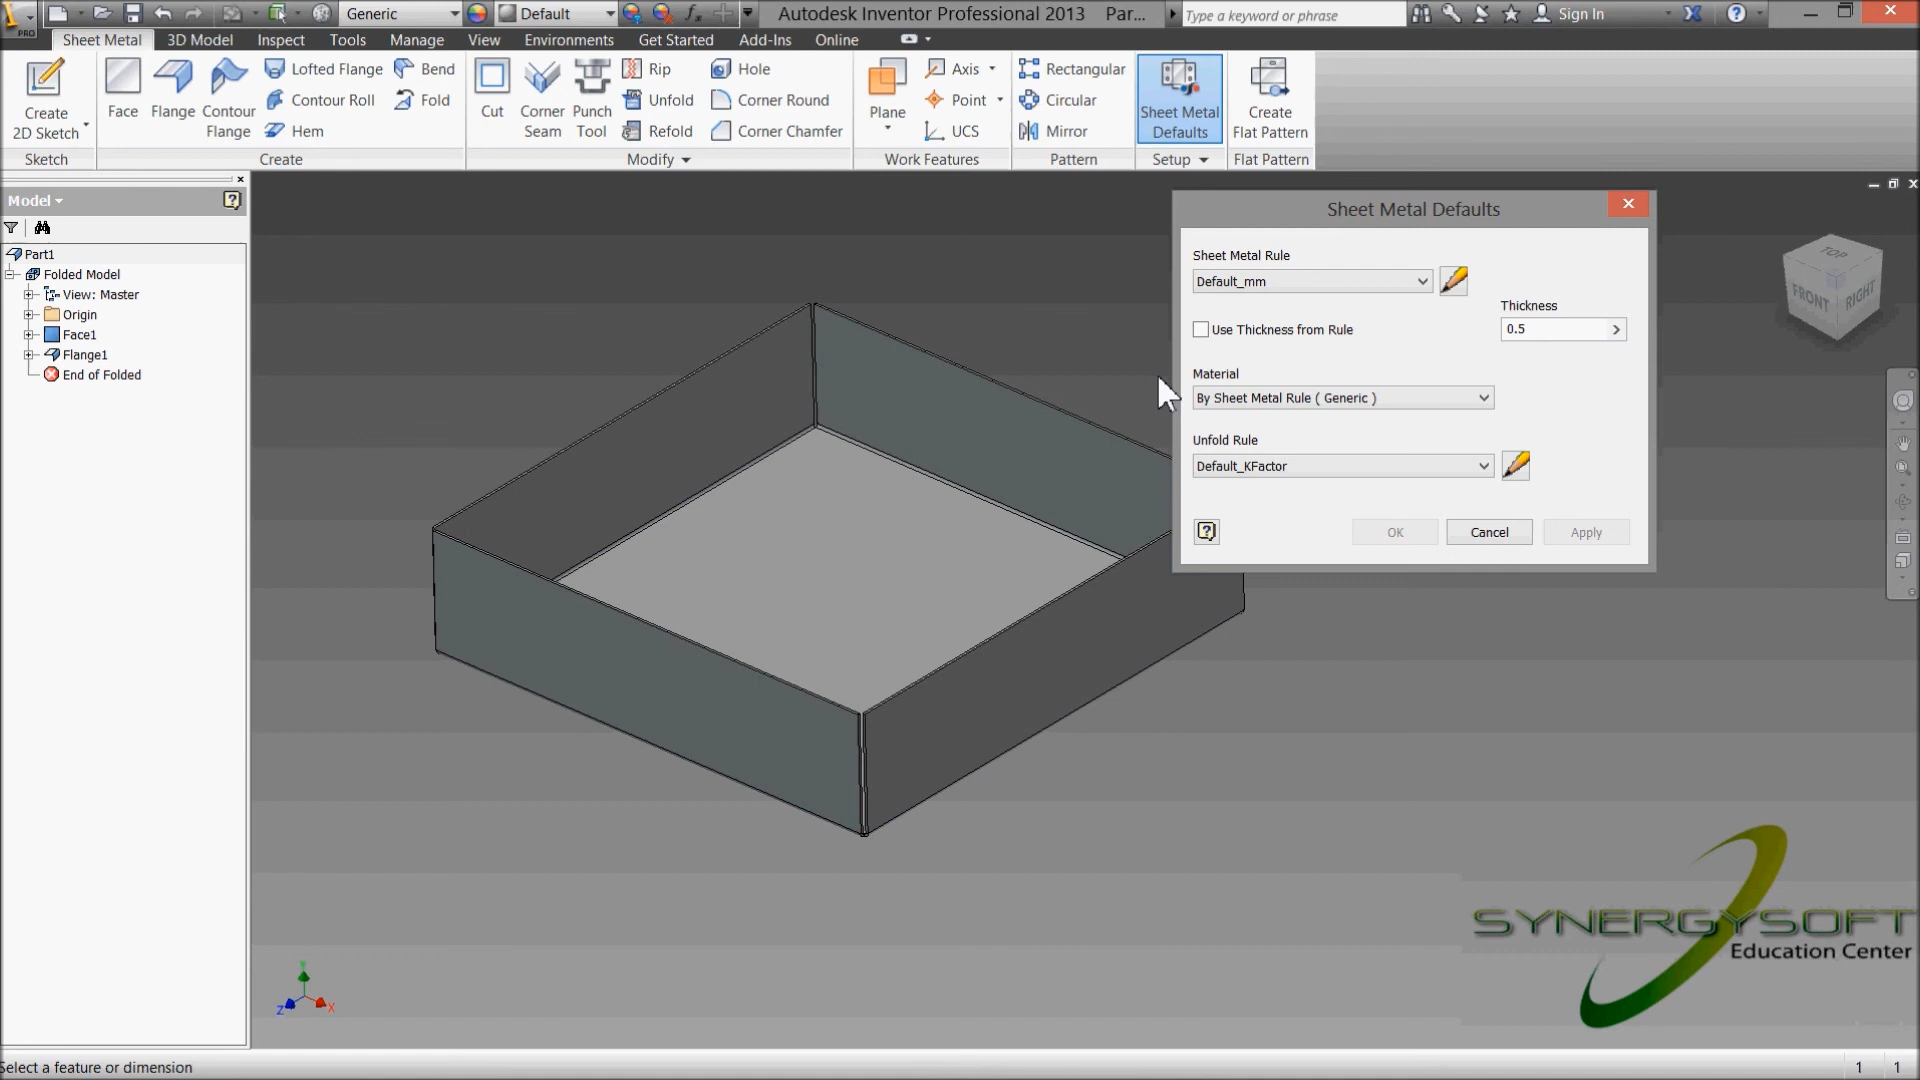 PRO
Generic
Default
Autodesk Inventor Professional 2013 Par...
Type a keyword or phrase
Sign In
Sheet Metal
3D Model
Inspect
Tools
Manage
View
Environments
Get Started
Add-Ins
Online
Create
2D Sketch
Face
Flange
Contour
Flange
Lofted Flange
Contour Roll
Hem
Bend
Fold
Cut
Corner
Seam
Punch
Tool
Rip
Unfold
Refold
Hole
Corner Round
Corner Chamfer
Plane
Axis
Point
UCS
Rectangular
Circular
Mirror
Sheet Metal
Defaults
Create
Flat Pattern
Sketch
Create
Modify
Work Features
Pattern
Setup
Flat Pattern
Model
Part1
Folded Model
View: Master
Origin
Face1
Flange1
End of Folded
Sheet Metal Defaults
Sheet Metal Rule
Default_mm
Thickness
Use Thickness from Rule
0.5
Material
By Sheet Metal Rule ( Generic )
Unfold Rule
Default_KFactor
OK
Cancel
Apply
TOP
FRONT
RIGHT
SYNERGYSOFT
Education Center
Y
Z
X
Select a feature or dimension
1
1